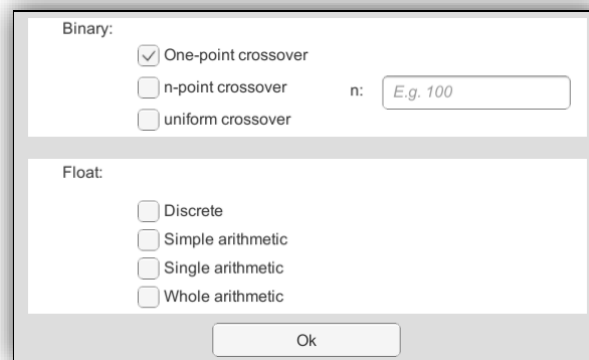 Binary:
One-point crossover
n-point crossover n: E.g. 100
uniform crossover
Float:
Discrete
Simple arithmetic
Single arithmetic
Whole arithmetic
Ok